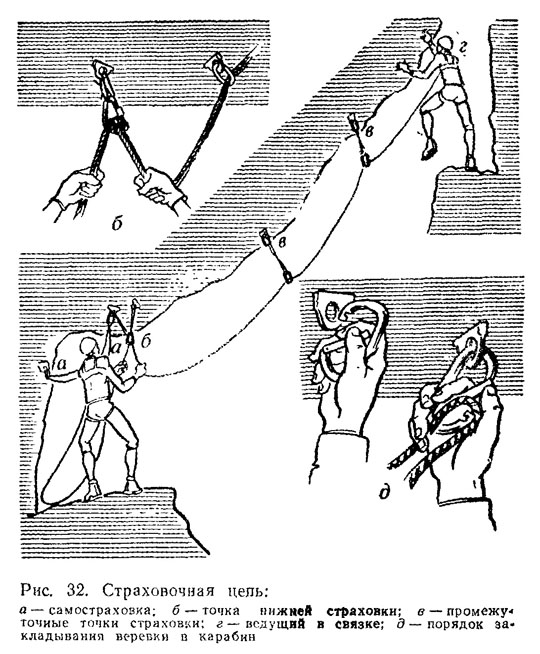 б
г
в
в
а
а
б
д
Рис. 32. Страховочная цепь:
а — самостраховка; б — точка нижней страховки; в — промежу-
точные точки страховки; г — ведущий в связке; д — порядок за-
кладывания веревки в карабин